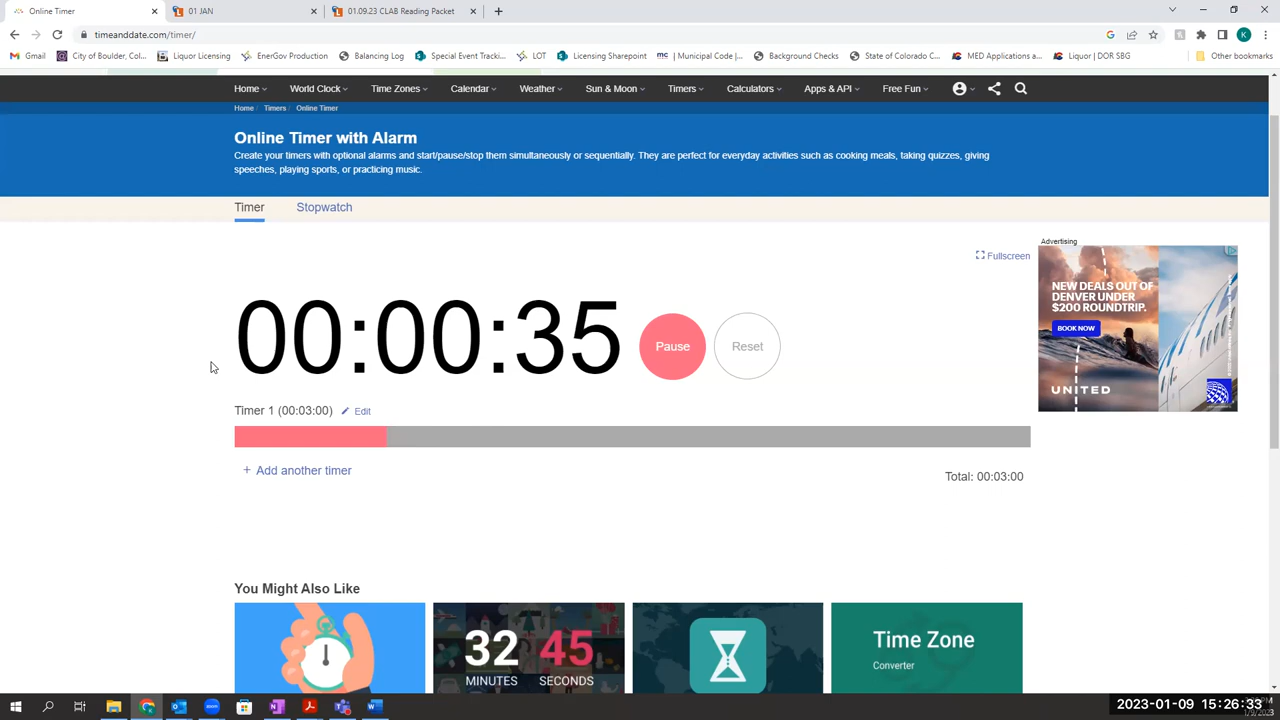 Online Timer
01 JAN
01.09.23 CLAB Reading Packet
timeanddate.com/timer/
K
Gmail
City of Boulder, Col...
Liquor Licensing
EnerGov Production
Balancing Log
Special Event Tracki...
LOT
Licensing Sharepoint
mc | Municipal Code |...
Background Checks
State of Colorado C...
MED Applications a...
Liquor | DOR SBG
Other bookmarks
Home
World Clock
Time Zones
Calendar
Weather
Sun & Moon
Timers
Calculators
Apps & API
Free Fun
Home / Timers / Online Timer
Online Timer with Alarm
Create your timers with optional alarms and start/pause/stop them simultaneously or sequentially. They are perfect for everyday activities such as cooking meals, taking quizzes, giving
speeches, playing sports, or practicing music.
Timer
Stopwatch
Fullscreen
Advertising
NEW DEALS OUT OF
DENVER UNDER
$200 ROUNDTRIP.
BOOK NOW
UNITED
00:00:35
Pause
Reset
Timer 1 (00:03:00)
Edit
+ Add another timer
Total: 00:03:00
You Might Also Like
32 45
MINUTES SECONDS
Time Zone
Converter
2023-01-09 15:26:33